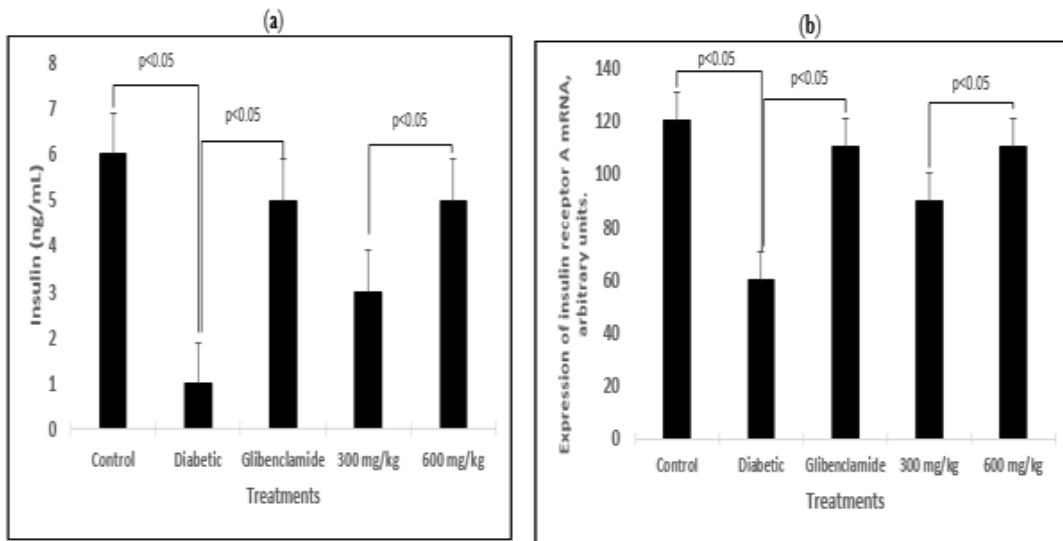 (a)
8
7
6
5
4
3
2
1
0
Insulin (ng/mL)
p<0.05
p<0.05
p<0.05
Control Diabetic Glibenclamide 300 mg/kg 600 mg/kg
Treatments
(b)
140
120
100
80
60
40
20
0
Expression of insulin receptor A mRNA,
arbitrary units.
p<0.05
p<0.05
p<0.05
Control Diabetic Glibenclamide 300 mg/kg 600 mg/kg
Treatments